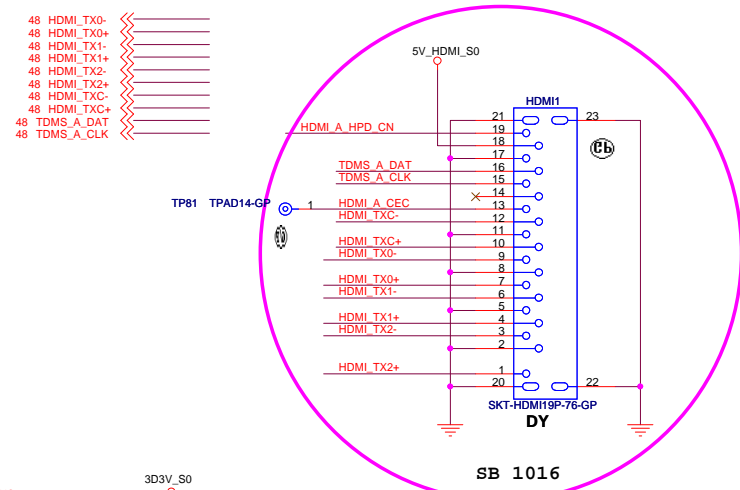 48 HDMI_TX0-
48 HDMI_TX0+
48 HDMI_TX1-
48 HDMI_TX1+
48 HDMI_TX2-
48 HDMI_TX2+
48 HDMI_TXC-
48 HDMI_TXC+
48 TDMS_A_DAT
48 TDMS_A_CLK
5V_HDMI_S0
HDMI1
21 23
HDMI_A_HPD_CN 19
18
17
TDMS_A_DAT 16
TDMS_A_CLK 15
14
TP81 TPAD14-GP 1 HDMI_A_CEC 13
HDMI_TXC- 12
11
HDMI_TXC+ 10
HDMI_TX0- 9
8
HDMI_TX0+ 7
HDMI_TX1- 6
5
HDMI_TX1+ 4
HDMI_TX2- 3
2
HDMI_TX2+ 1
20 22
SKT-HDMI19P-76-GP
DY
SB 1016
3D3V_S0